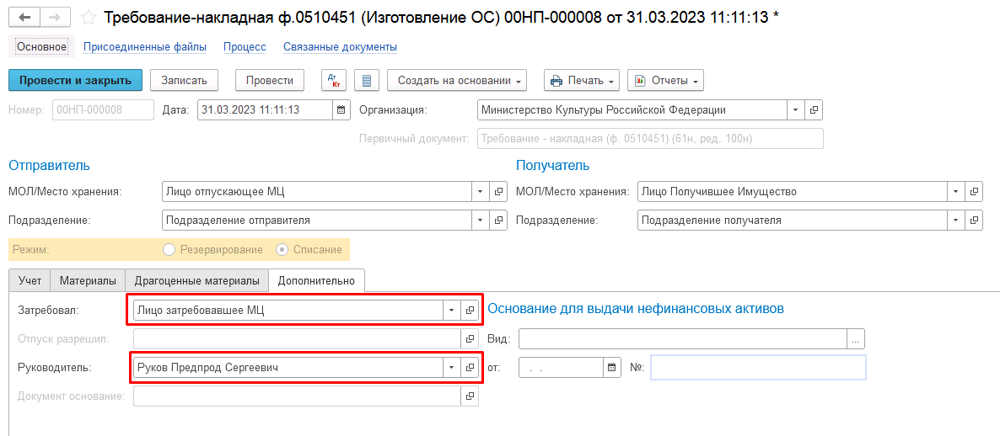 Требование-накладная ф.0510451 (Изготовление ОС) 00НП-000008 от 31.03.2023 11:11:13 *
Основное Присоединенные файлы Процесс Связанные документы
Провести и закрыть Записать Провести Дт Кт Создать на основании Печать Отчеты
Номер: 00НП-000008 Дата: 31.03.2023 11:11:13 Организация: Министерство Культуры Российской Федерации
Первичный документ: Требование - накладная (ф. 0510451) (61н, ред. 100н)
Отправитель Получатель
МОЛ/Место хранения: Лицо отпускающее МЦ МОЛ/Место хранения: Лицо Получившее Имущество
Подразделение: Подразделение отправителя Подразделение: Подразделение получателя
Режим: Резервирование Списание
Учет Материалы Драгоценные материалы Дополнительно
Затребовал: Лицо затребовавшее МЦ Основание для выдачи нефинансовых активов
Отпуск разрешил: Вид: ...
Руководитель: Руков Предпрод Сергеевич от: . . №:
Документ основание: